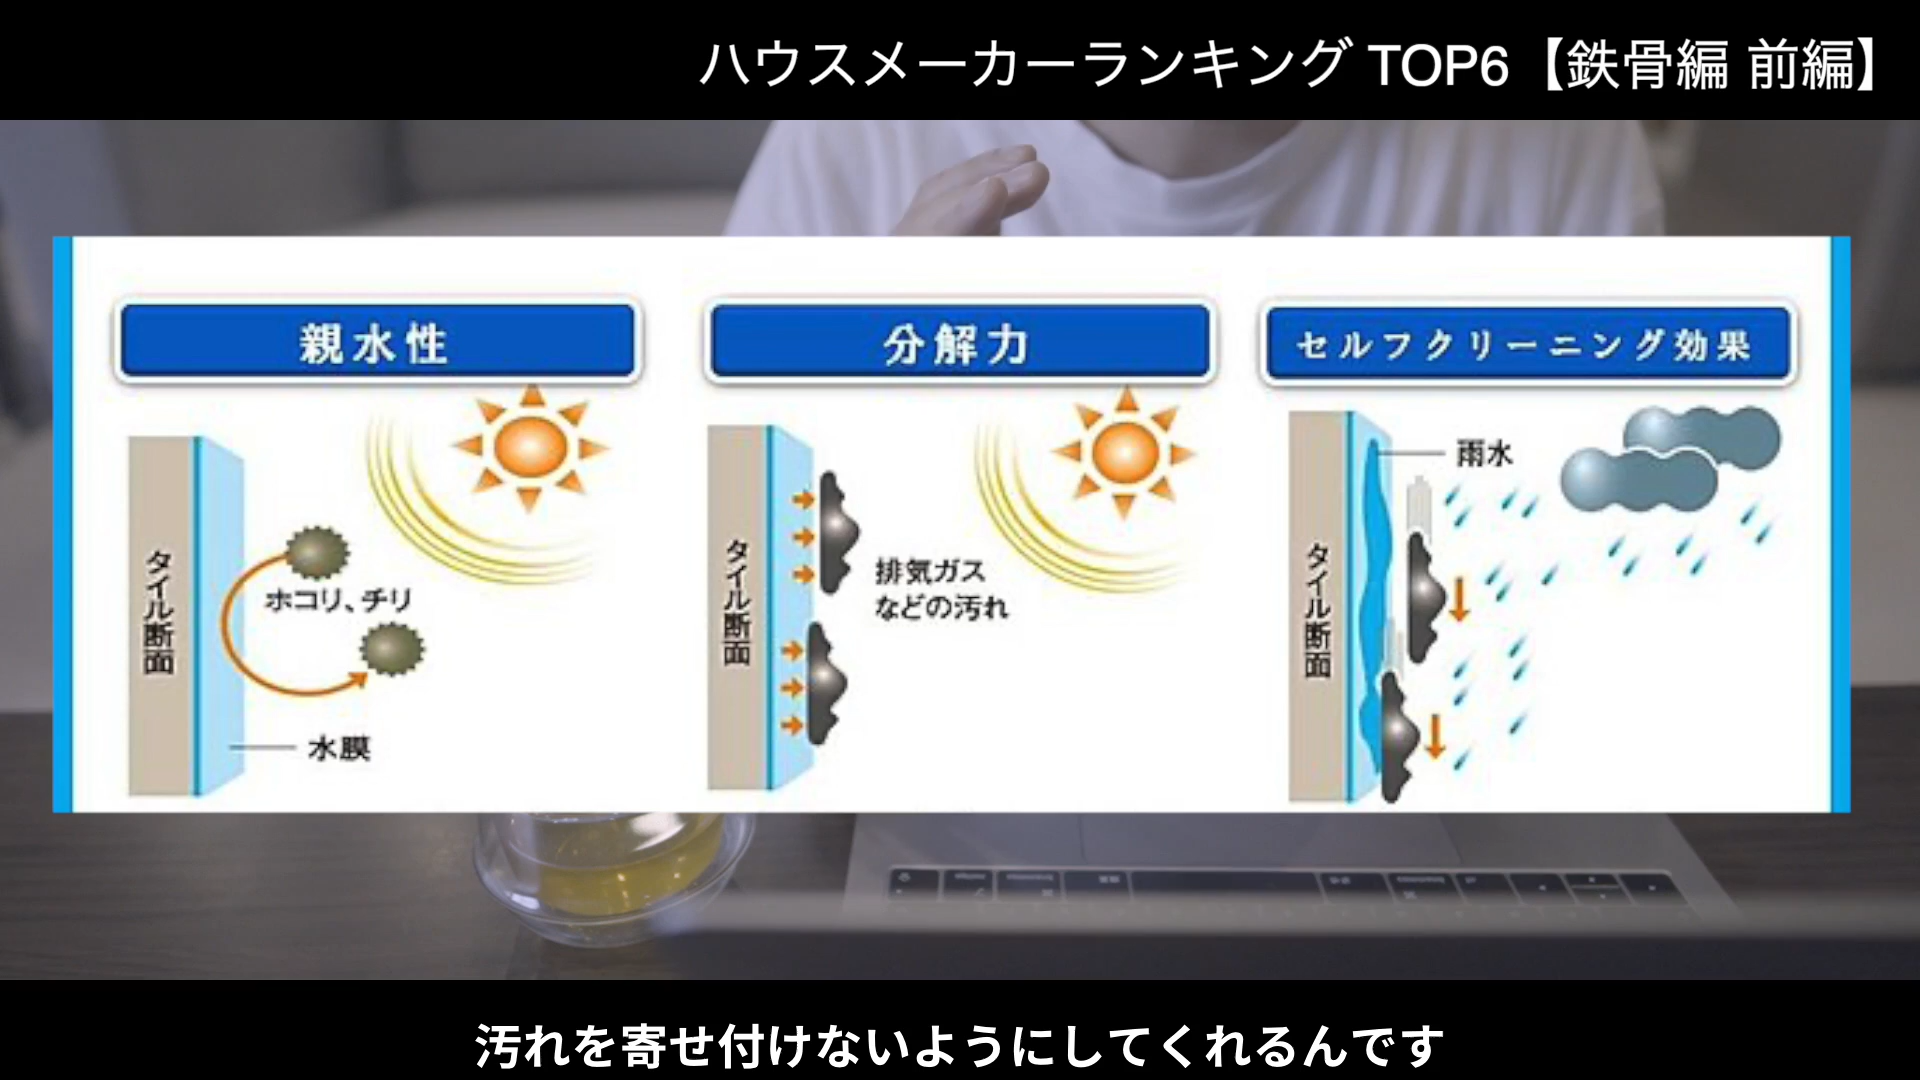 ハウスメーカーランキング TOP6【鉄骨編 前編】
親水性
タイル断面
ホコリ、チリ
水膜
分解力
タイル断面
排気ガス
などの汚れ
セルフクリーニング効果
タイル断面
雨水
汚れを寄せ付けないようにしてくれるんです